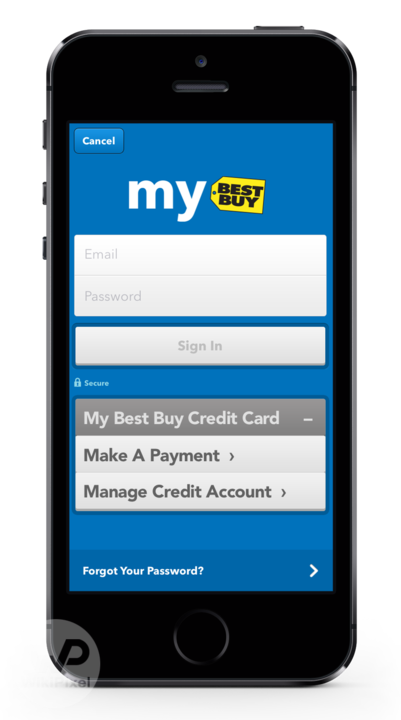 Cancel
my BEST BUY
Email
Password
Sign In
Secure
My Best Buy Credit Card –
Make A Payment ›
Manage Credit Account ›
Forgot Your Password?